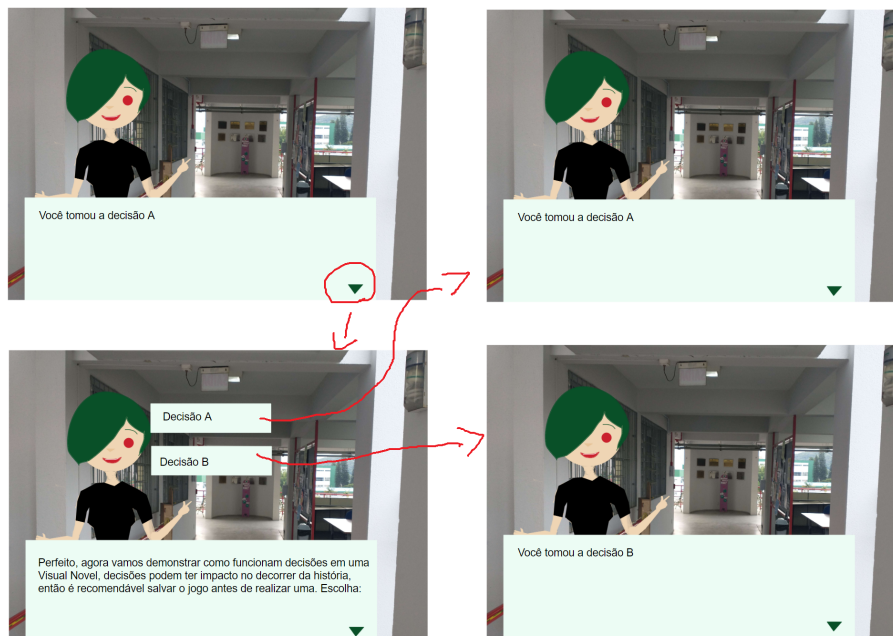 Você tomou a decisão A
Você tomou a decisão A
Decisão A
Decisão B
Perfeito, agora vamos demonstrar como funcionam decisões em uma
Visual Novel, decisões podem ter impacto no decorrer da história,
então é recomendável salvar o jogo antes de realizar uma. Escolha:
Você tomou a decisão B